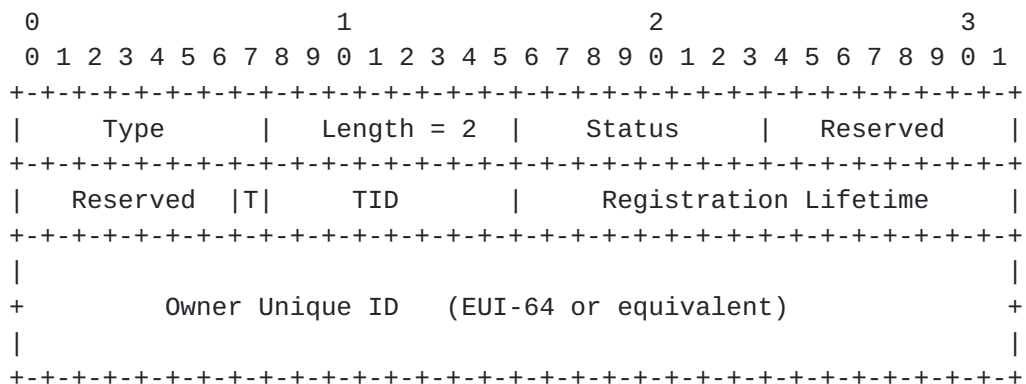 0                   1                   2                   3
 0 1 2 3 4 5 6 7 8 9 0 1 2 3 4 5 6 7 8 9 0 1 2 3 4 5 6 7 8 9 0 1
+-+-+-+-+-+-+-+-+-+-+-+-+-+-+-+-+-+-+-+-+-+-+-+-+-+-+-+-+-+-+-+-+
|     Type      |   Length = 2  |    Status     |   Reserved    |
+-+-+-+-+-+-+-+-+-+-+-+-+-+-+-+-+-+-+-+-+-+-+-+-+-+-+-+-+-+-+-+-+
|   Reserved  |T|     TID       |     Registration Lifetime     |
+-+-+-+-+-+-+-+-+-+-+-+-+-+-+-+-+-+-+-+-+-+-+-+-+-+-+-+-+-+-+-+-+
|                                                               |
+         Owner Unique ID   (EUI-64 or equivalent)              +
|                                                               |
+-+-+-+-+-+-+-+-+-+-+-+-+-+-+-+-+-+-+-+-+-+-+-+-+-+-+-+-+-+-+-+-+